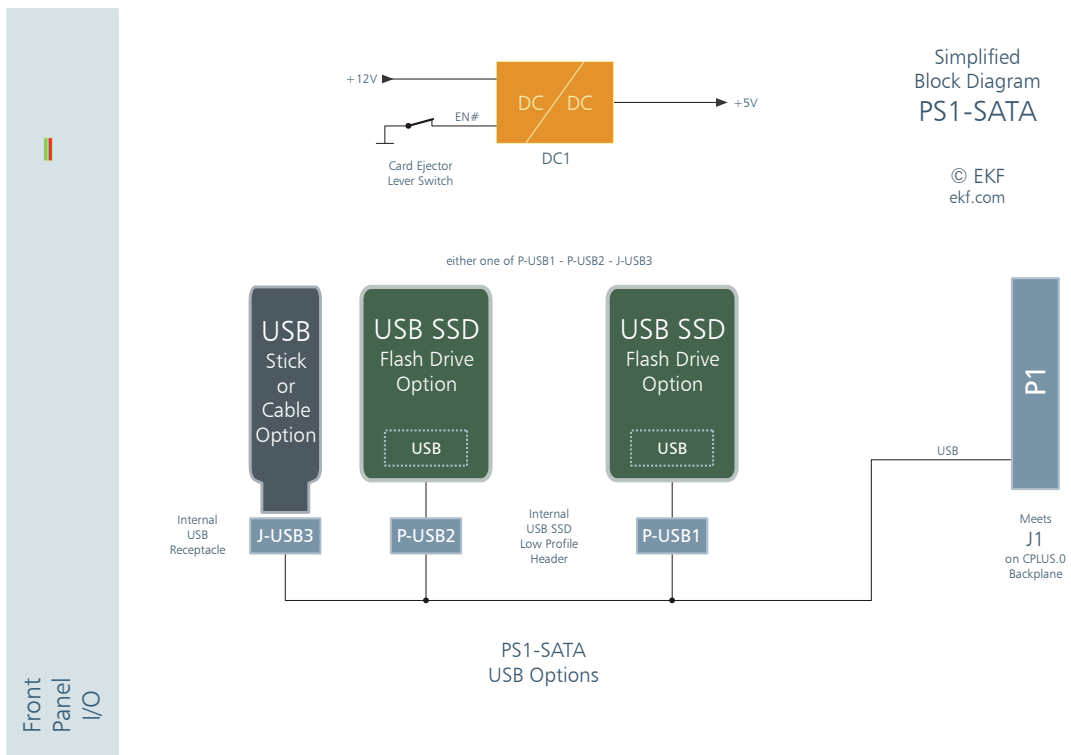 Simplified
Block Diagram
PS1-SATA
© EKF
ekf.com
+12V
EN#
DC
DC
+5V
DC1
Card Ejector
Lever Switch
either one of P-USB1 - P-USB2 - J-USB3
USB
Stick
or
Cable
Option
USB SSD
Flash Drive
Option
USB
USB SSD
Flash Drive
Option
USB
P1
USB
Internal
USB
Receptacle
J-USB3
P-USB2
Internal
USB SSD
Low Profile
Header
P-USB1
Meets
J1
on CPLUS.0
Backplane
PS1-SATA
USB Options
Front
Panel
I/O